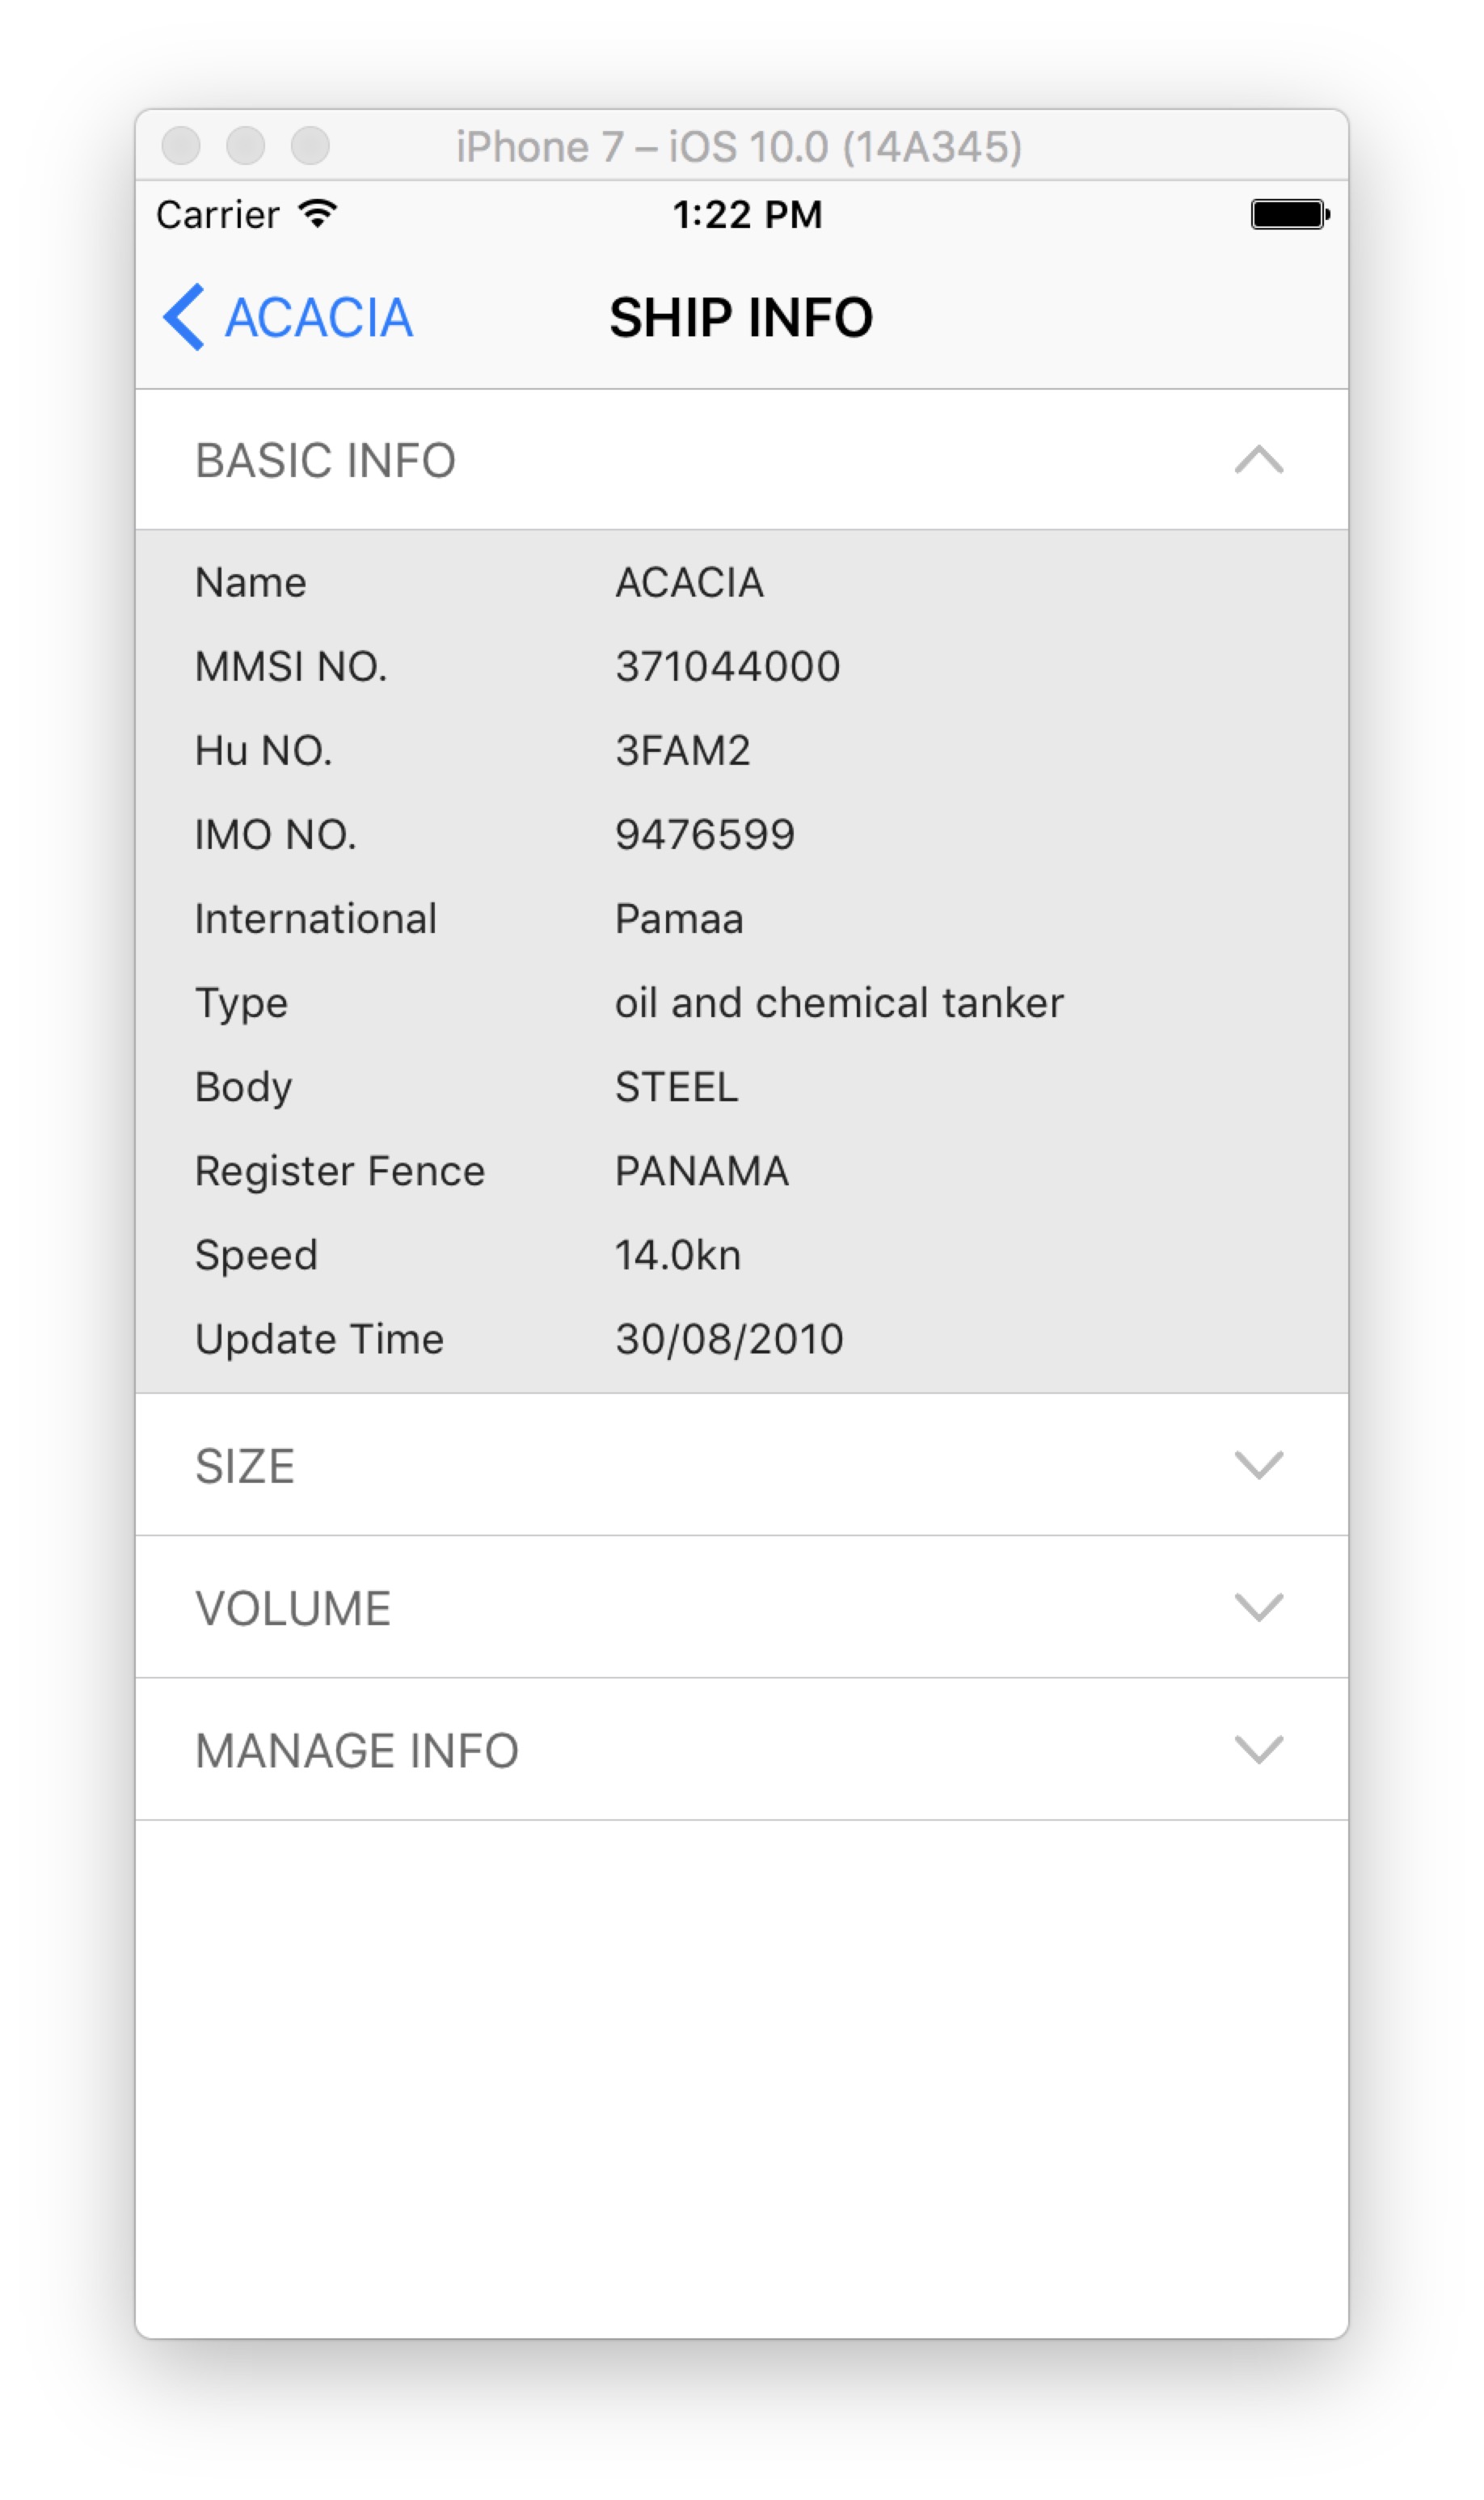 iPhone 7 – iOS 10.0 (14A345)
Carrier 1:22 PM
ACACIA SHIP INFO
BASIC INFO
Name ACACIA
MMSI NO. 371044000
Hu NO. 3FAM2
IMO NO. 9476599
International Pamaa
Type oil and chemical tanker
Body STEEL
Register Fence PANAMA
Speed 14.0kn
Update Time 30/08/2010
SIZE
VOLUME
MANAGE INFO